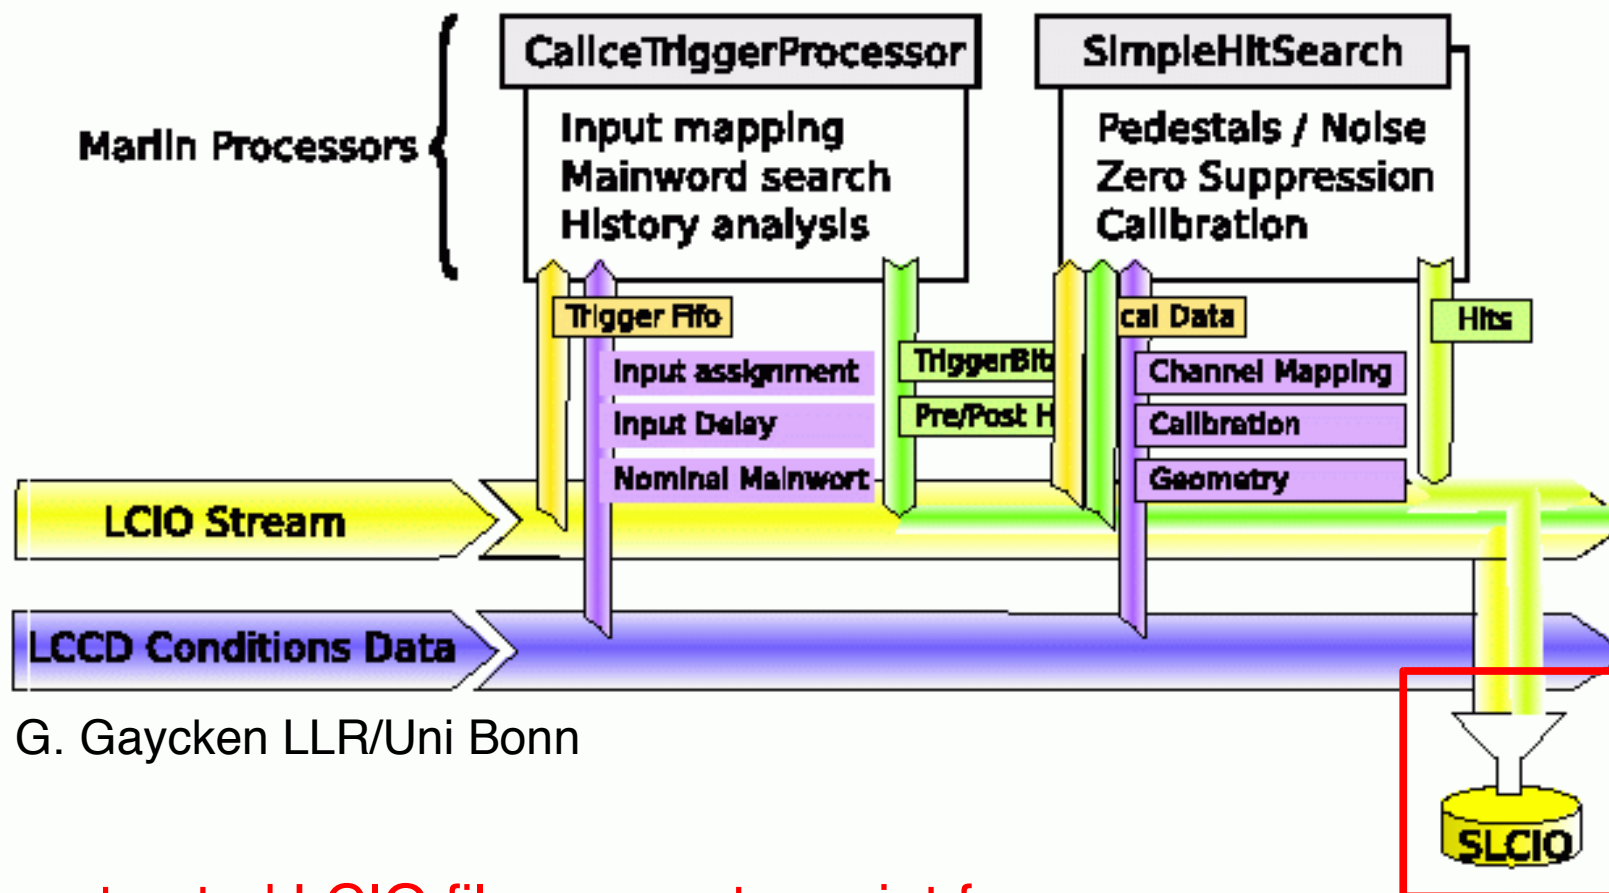 CaliceTriggerProcessor
SimpleHitSearch
Marlin Processors
Input mapping
Mainword search
History analysis
Pedestals / Noise
Zero Suppression
Calibration
Trigger Fifo
cal Data
Hits
Input assignment
Input Delay
Nominal Mainwort
TriggerBit
Pre/Post H
Channel Mapping
Calibration
Geometry
LCIO Stream
LCCD Conditions Data
G. Gaycken LLR/Uni Bonn
SLCIO
LCIO